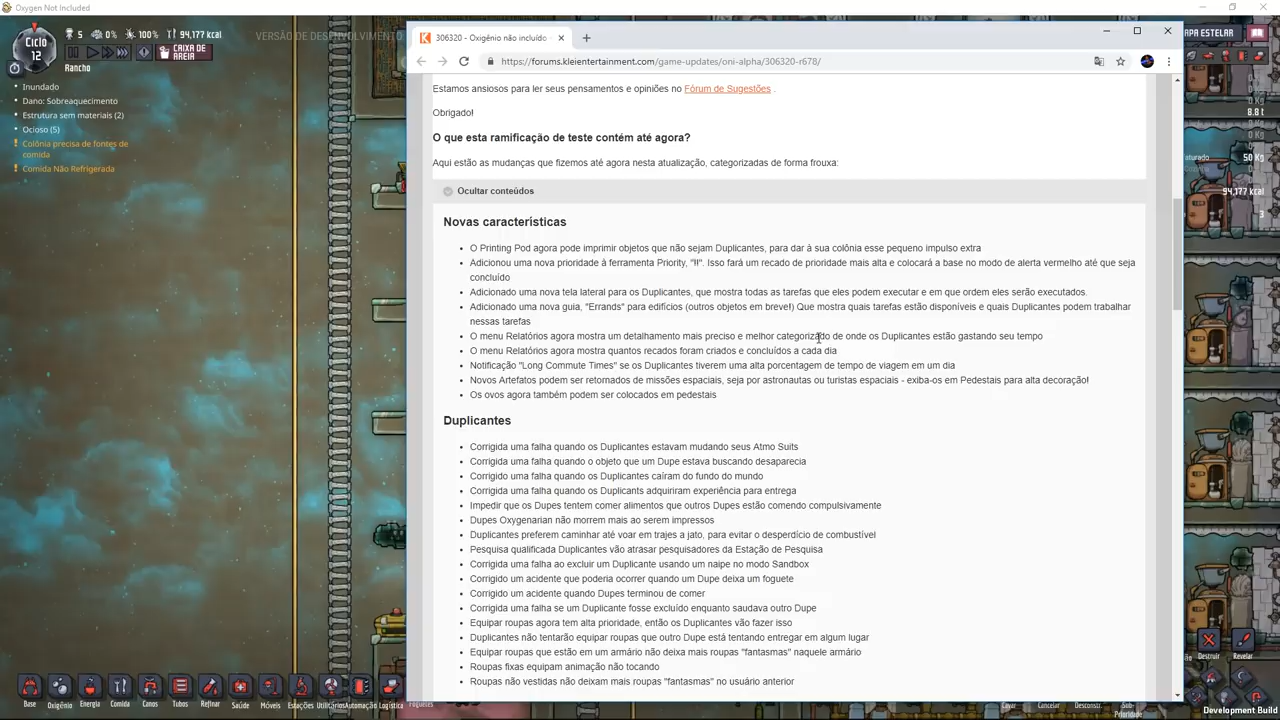 Oxygen Not Included
Ciclo
12
5
0%
100%
94,177 kcal
VERSÃO DE DESENVOLVIMENTO
CAIXA DE
AREIA
Rancho
Inundado
Dano: Sobreaquecimento
Estrutura sem materiais (2)
Ocioso (5)
Colônia precisa de fontes de
comida
Comida Não Refrigerada
306320 - Oxigênio não incluído
https://forums.kleientertainment.com/game-updates/oni-alpha/306320-r678/
Estamos ansiosos para ler seus pensamentos e opiniões no Fórum de Sugestões .
Obrigado!
O que esta ramificação de teste contém até agora?
Aqui estão as mudanças que fizemos até agora nesta atualização, categorizadas de forma frouxa:
Ocultar conteúdos
Novas características
O Printing Pod agora pode imprimir objetos que não sejam Duplicantes, para dar à sua colônia esse pequeno impulso extra
Adicionou uma nova prioridade à ferramenta Priority, "!!". Isso fará um recado de prioridade mais alta e colocará a base no modo de alerta vermelho até que seja
concluído
Adicionado uma nova tela lateral para os Duplicantes, que mostra todas as tarefas que eles podem executar e em que ordem eles serão executados.
Adicionado uma nova guia, "Errands" para edifícios (outros objetos em breve!) Que mostra quais tarefas estão disponíveis e quais Duplicantes podem trabalhar
nessas tarefas
O menu Relatórios agora mostra um detalhamento mais preciso e melhor categorizado de onde os Duplicantes estão gastando seu tempo
O menu Relatórios agora mostra quantos recados foram criados e concluídos a cada dia
Notificação "Long Commute Times" se os Duplicantes tiverem uma alta porcentagem de tempo de viagem em um dia
Novos Artefatos podem ser retornados de missões espaciais, seja por astronautas ou turistas espaciais - exiba-os em Pedestais para alta decoração!
Os ovos agora também podem ser colocados em pedestais
Duplicantes
Corrigida uma falha quando os Duplicantes estavam mudando seus Atmo Suits
Corrigida uma falha quando o objeto que um Dupe estava buscando desaparecia
Corrigido uma falha quando os Duplicantes caíram do fundo do mundo
Corrigida uma falha quando os Duplicants adquiriram experiência para entrega
Impedir que os Dupes tentem comer alimentos que outros Dupes estão comendo compulsivamente
Dupes Oxygenarian não morrem mais ao serem impressos
Duplicantes preferem caminhar até voar em trajes a jato, para evitar o desperdício de combustível
Pesquisa qualificada Duplicantes vão atrasar pesquisadores da Estação de Pesquisa
Corrigida uma falha ao excluir um Duplicante usando um naipe no modo Sandbox
Corrigido um acidente que poderia ocorrer quando um Dupe deixa um foguete
Corrigido um acidente quando Dupes terminou de comer
Corrigida uma falha se um Duplicante fosse excluído enquanto saudava outro Dupe
Equipar roupas agora tem alta prioridade, então os Duplicantes vão fazer isso
Duplicantes não tentarão equipar roupas que outro Dupe está tentando entregar em algum lugar
Equipar roupas que estão em um armário não deixa mais roupas "fantasmas" naquele armário
Roupas fixas equipam animação não tocando
Roupas não vestidas não deixam mais roupas "fantasmas" no usuário anterior
APA ESTELAR
8.8 t
50 Kg
94,177 kcal
3
Destruir
Revelar
Base
Oxigênio
Energia
Comida
Canos
Tubos
Refinar
Saúde
Móveis
Estações
Utilitários
Automação
Logística
Foguetes
Cavar
Cancelar
Desconstr.
Sub-
Prioridade
Development Build